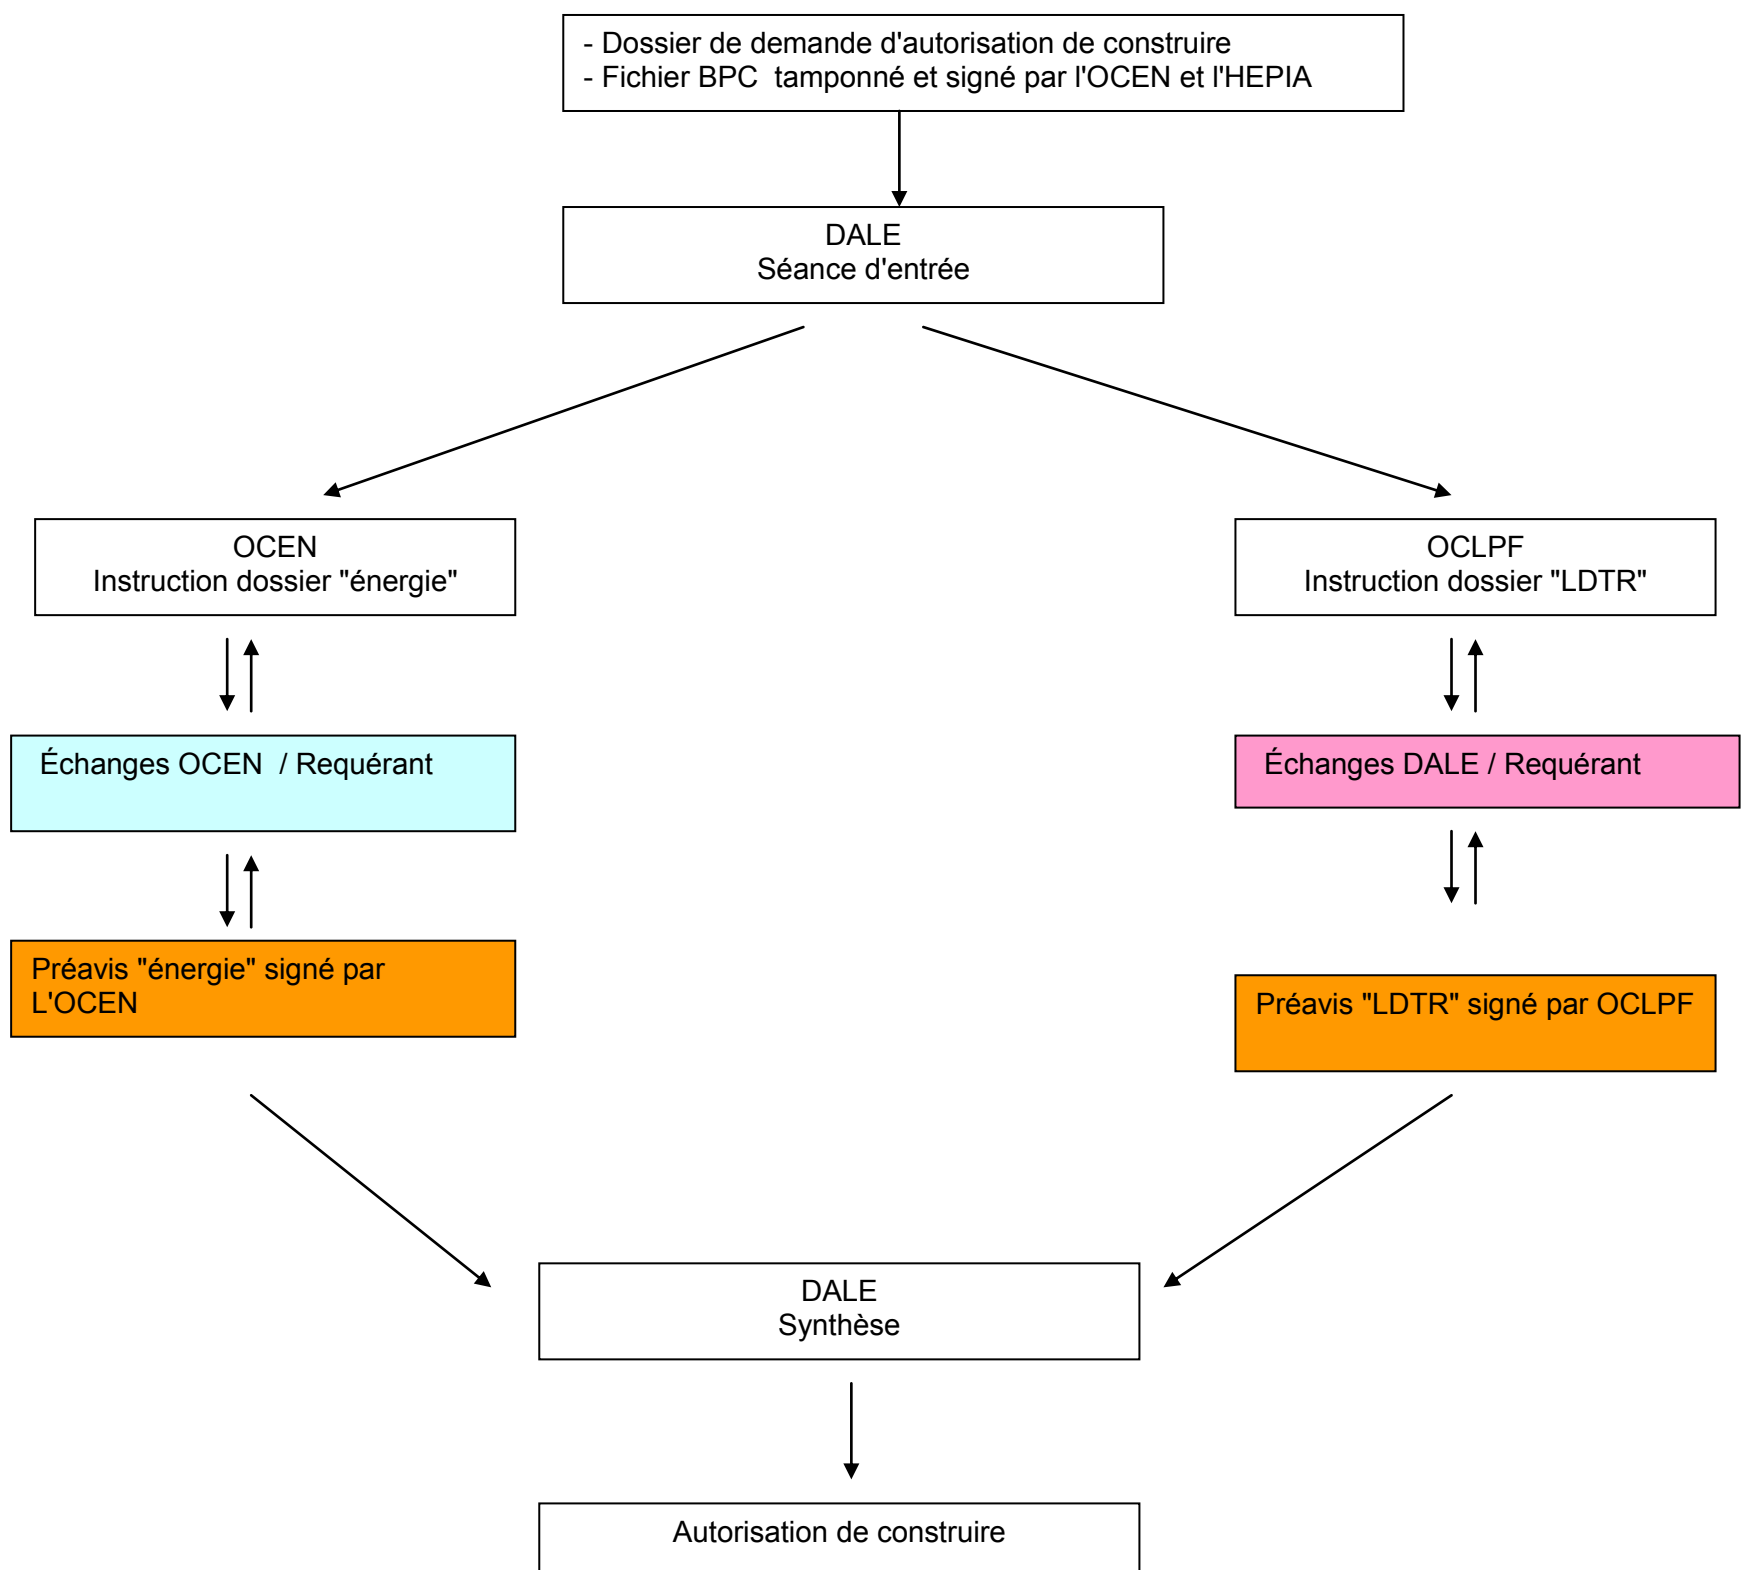 - Dossier de demande d'autorisation de construire
- Fichier BPC  tamponné et signé par l'OCEN et l'HEPIA
DALE
Séance d'entrée
OCEN
Instruction dossier "énergie"
OCLPF
Instruction dossier "LDTR"
Échanges OCEN  / Requérant
Échanges DALE / Requérant
Préavis "énergie" signé par
L'OCEN
Préavis "LDTR" signé par OCLPF
DALE
Synthèse
Autorisation de construire